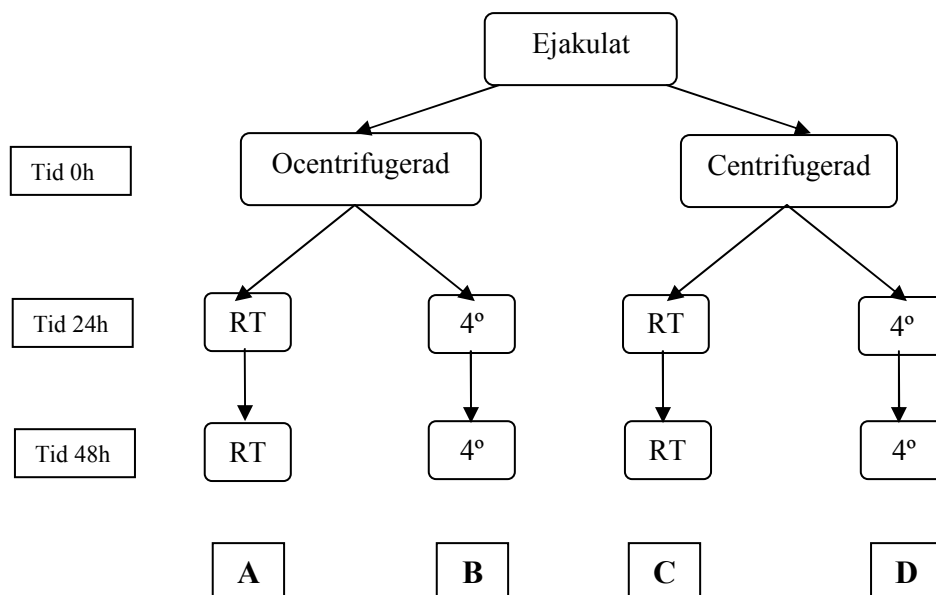 Ejakulat
Tid 0h
Ocentrifugerad
Centrifugerad
Tid 24h
RT
4º
RT
4º
Tid 48h
RT
4º
RT
4º
A
B
C
D